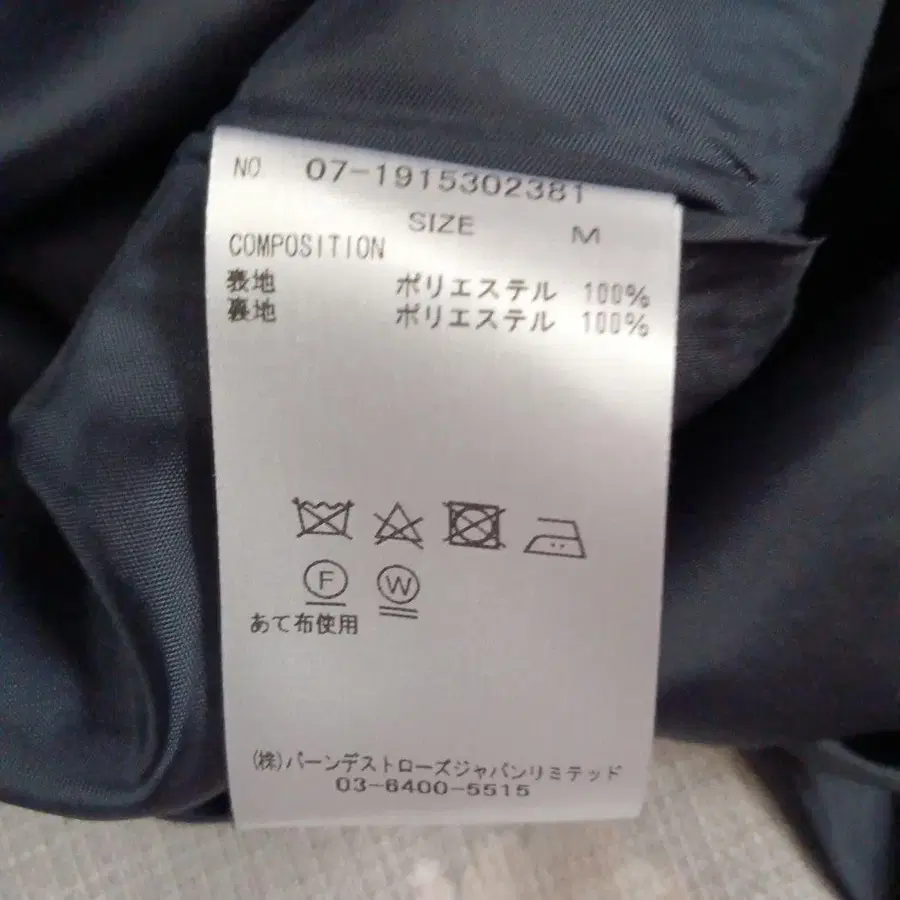 NO. 07-1915302381
SIZE M
COMPOSITION
表地 ポリエステル 100%
裏地 ポリエステル 100%
F W
あて布使用
(株)バーンデストローズジャパンリミテッド
03-6400-5515